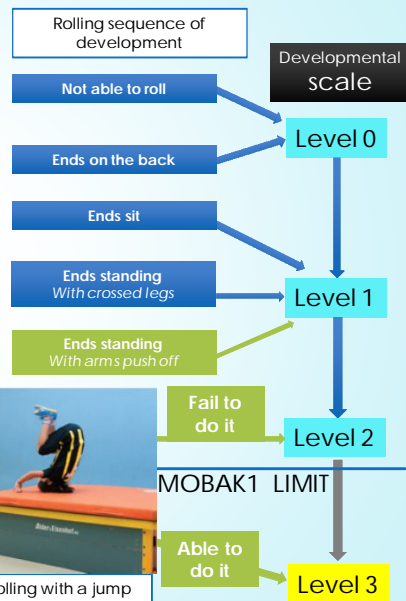 Rolling sequence of
development
Developmental
scale
Not able to roll
Level 0
Ends on the back
Ends sit
Ends standing
With crossed legs
Level 1
Ends standing
With arms push off
Fail to
do it
Level 2
MOBAK1 LIMIT
Able to
do it
Level 3
olling with a jump